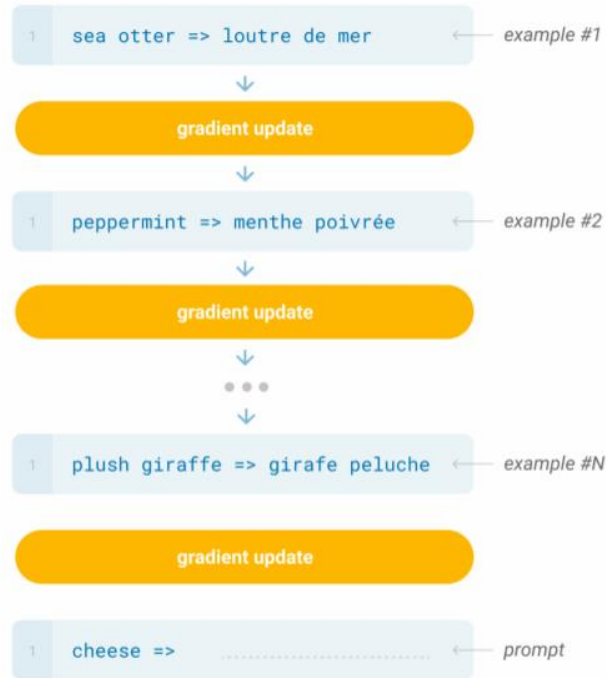 1 sea otter => loutre de mer example #1
gradient update
1 peppermint => menthe poivrée example #2
gradient update
1 plush giraffe => girafe peluche example #N
gradient update
1 cheese => ........................ prompt